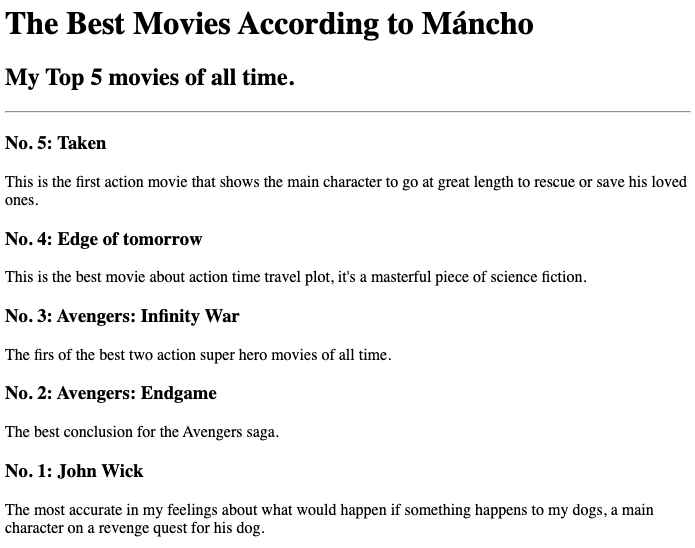 The Best Movies According to Máncho
My Top 5 movies of all time.
No. 5: Taken
This is the first action movie that shows the main character to go at great length to rescue or save his loved
ones.
No. 4: Edge of tomorrow
This is the best movie about action time travel plot, it's a masterful piece of science fiction.
No. 3: Avengers: Infinity War
The firs of the best two action super hero movies of all time.
No. 2: Avengers: Endgame
The best conclusion for the Avengers saga.
No. 1: John Wick
The most accurate in my feelings about what would happen if something happens to my dogs, a main
character on a revenge quest for his dog.